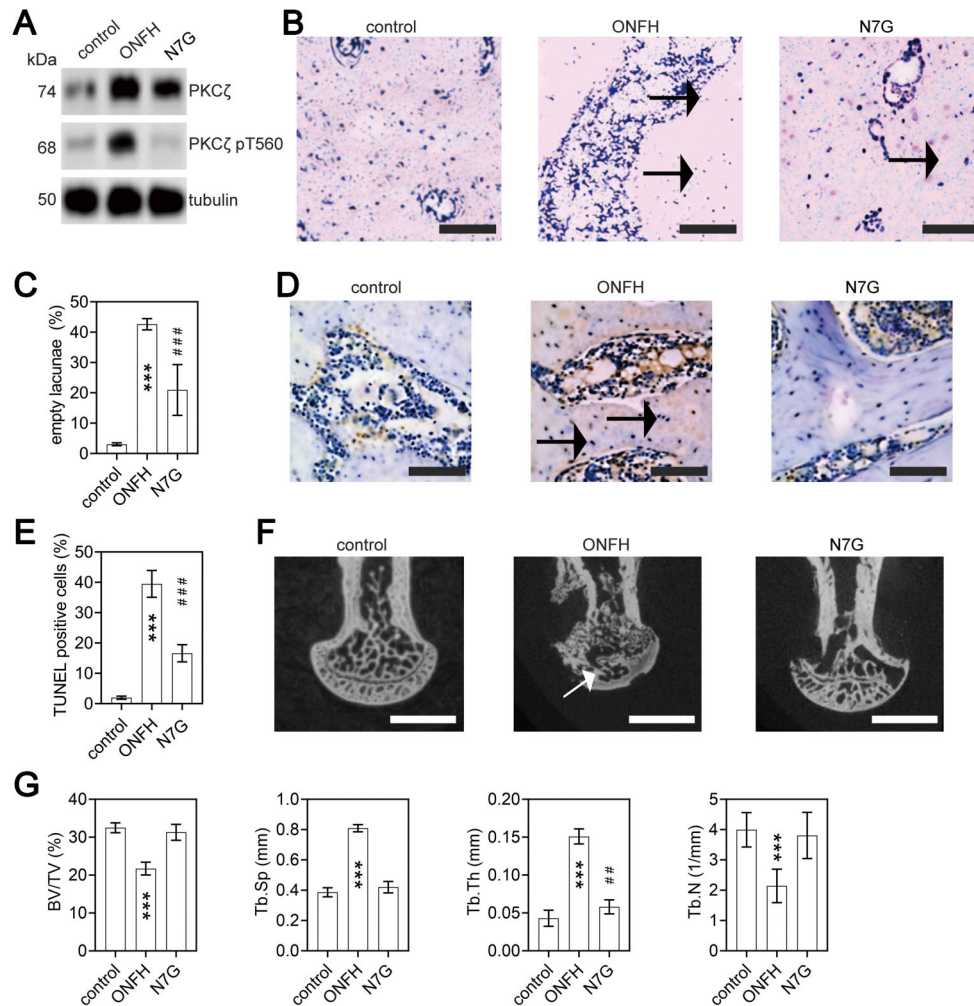 A
control
ONFH
N7G
kDa
74
PKCζ
68
PKCζ pT560
50
tubulin
B
control
ONFH
N7G
C
empty lacunae (%)
50
40
30
20
10
0
***
###
control
ONFH
N7G
D
control
ONFH
N7G
E
TUNEL positive cells (%)
50
40
30
20
10
0
***
###
control
ONFH
N7G
F
control
ONFH
N7G
G
BV/TV (%)
40
30
20
10
0
***
control
ONFH
N7G
Tb.Sp (mm)
1.0
0.8
0.6
0.4
0.2
0.0
***
control
ONFH
N7G
Tb.Th (mm)
0.20
0.15
0.10
0.05
0.00
***
##
control
ONFH
N7G
Tb.N (1/mm)
5
4
3
2
1
0
***
control
ONFH
N7G